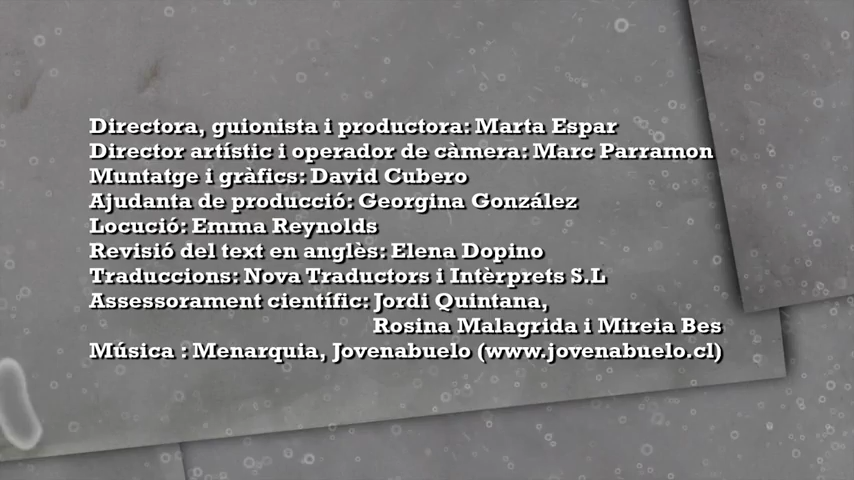 Directora, guionista i productora: Marta Espar
Director artístic i operador de càmera: Marc Parramon
Muntatge i gràfics: David Cubero
Ajudanta de producció: Georgina González
Locució: Emma Reynolds
Revisió del text en anglès: Elena Dopino
Traduccions: Nova Traductors i Intèrprets S.L
Assessorament científic: Jordi Quintana,
Rosina Malagrida i Mireia Bes
Música : Menarquia, Jovenabuelo (www.jovenabuelo.cl)